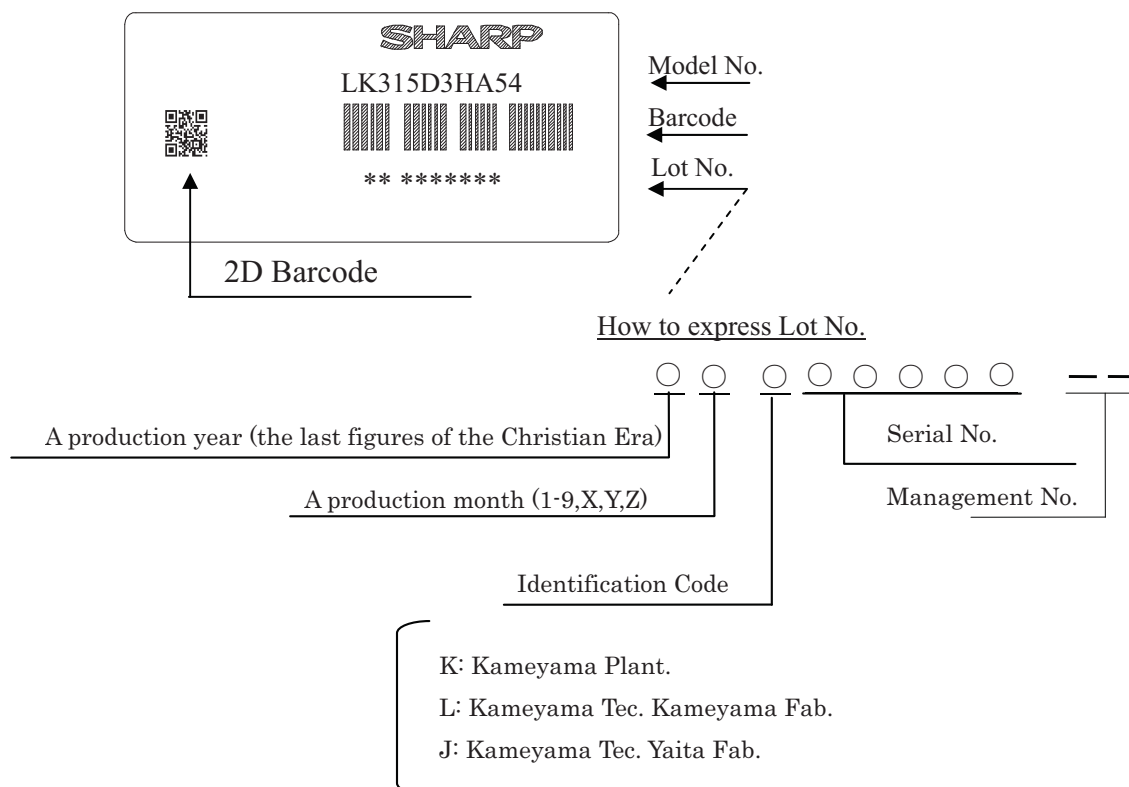 SHARP
LK315D3HA54
Model No.
Barcode
Lot No.
** *******
2D Barcode
How to express Lot No.
○ ○ ○ ○ ○ ○ ○ ○ – –
A production year (the last figures of the Christian Era)
Serial No.
A production month (1-9,X,Y,Z)
Management No.
Identification Code
K: Kameyama Plant.
L: Kameyama Tec. Kameyama Fab.
J: Kameyama Tec. Yaita Fab.